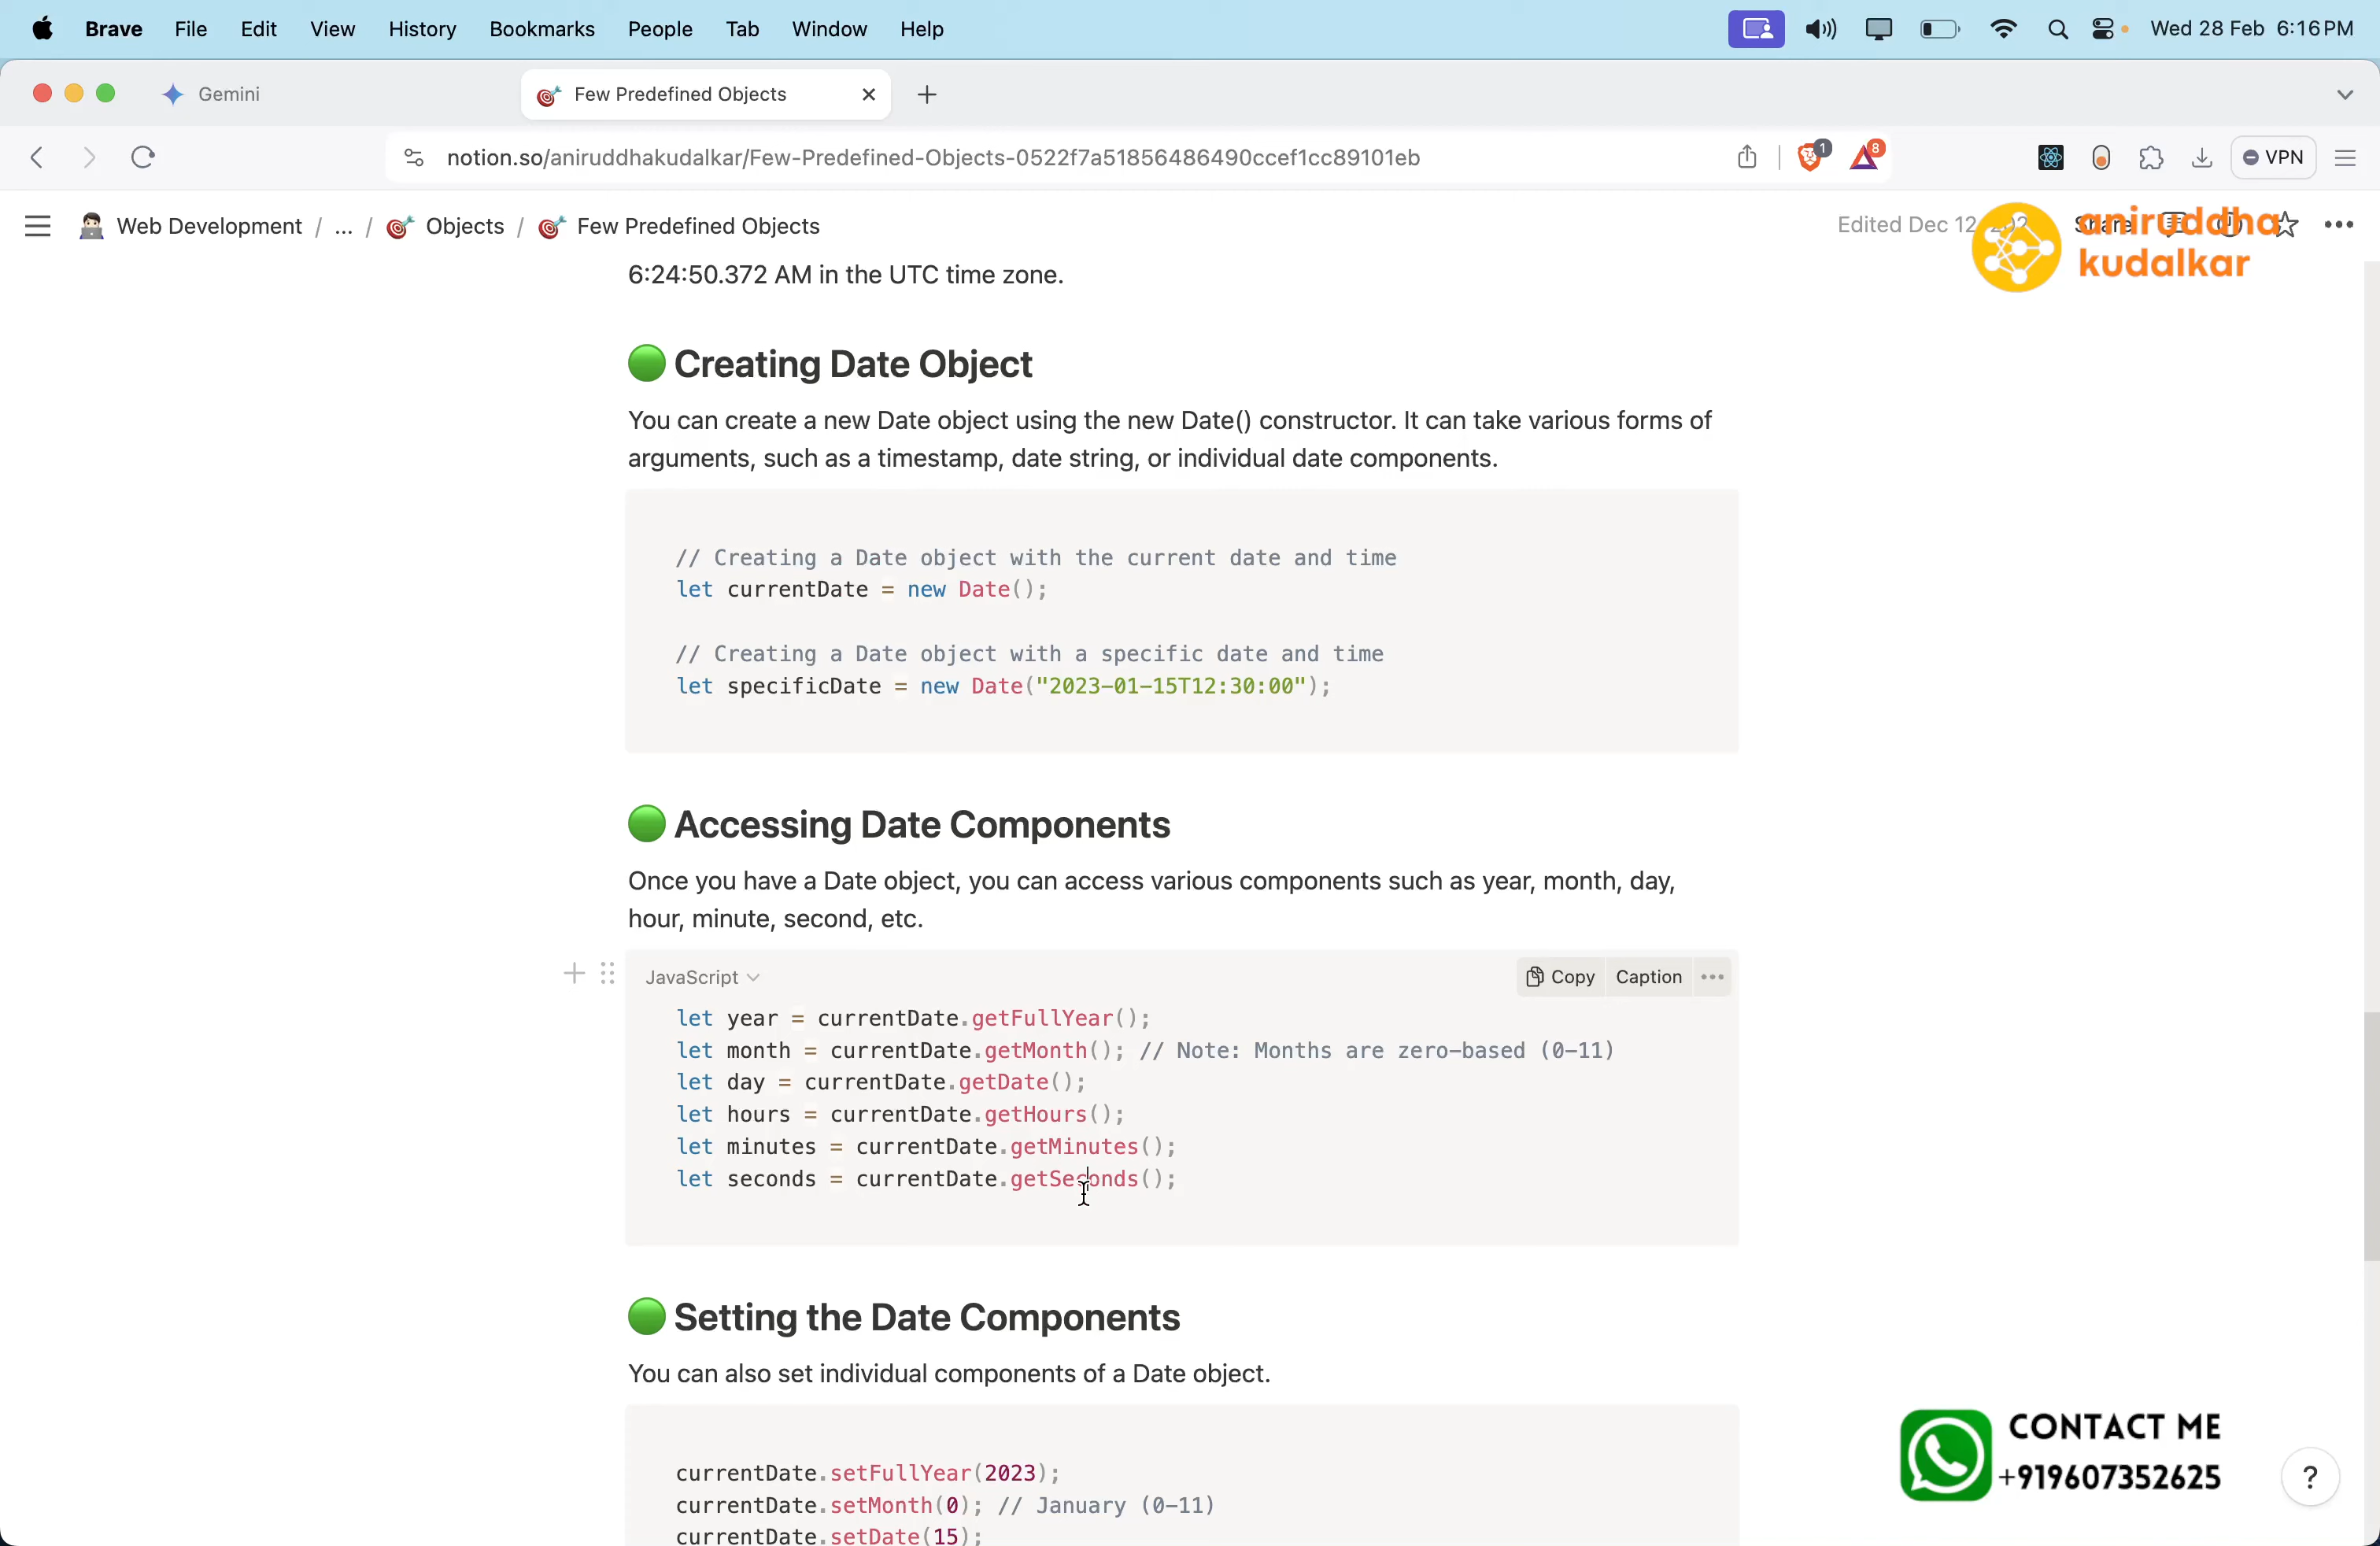 Brave File Edit View History Bookmarks People Tab Window Help Wed 28 Feb 6:16 PM
Gemini Few Predefined Objects
notion.so/aniruddhakudalkar/Few-Predefined-Objects-0522f7a51856486490ccef1cc89101eb 1 8 VPN
Web Development / ... / Objects / Few Predefined Objects Edited Dec 12 Share
aniruddha
kudalkar
6:24:50.372 AM in the UTC time zone.
Creating Date Object
You can create a new Date object using the new Date() constructor. It can take various forms of
arguments, such as a timestamp, date string, or individual date components.
// Creating a Date object with the current date and time
let currentDate = new Date();
// Creating a Date object with a specific date and time
let specificDate = new Date("2023-01-15T12:30:00");
Accessing Date Components
Once you have a Date object, you can access various components such as year, month, day,
hour, minute, second, etc.
JavaScript Copy Caption
let year = currentDate.getFullYear();
let month = currentDate.getMonth(); // Note: Months are zero-based (0-11)
let day = currentDate.getDate();
let hours = currentDate.getHours();
let minutes = currentDate.getMinutes();
let seconds = currentDate.getSeconds();
Setting the Date Components
You can also set individual components of a Date object.
currentDate.setFullYear(2023);
currentDate.setMonth(0); // January (0-11)
currentDate.setDate(15);
CONTACT ME
+919607352625
?